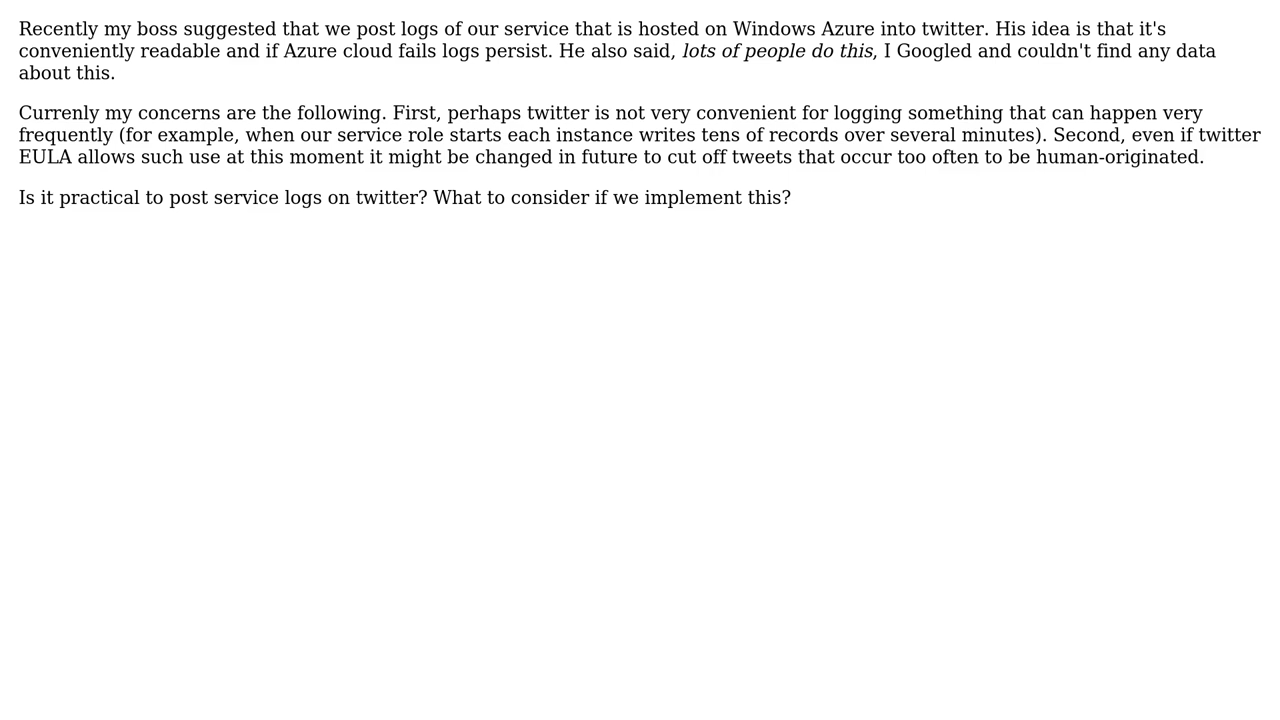 Recently my boss suggested that we post logs of our service that is hosted on Windows Azure into twitter. His idea is that it's
conveniently readable and if Azure cloud fails logs persist. He also said, lots of people do this, I Googled and couldn't find any data
about this.
Currenly my concerns are the following. First, perhaps twitter is not very convenient for logging something that can happen very
frequently (for example, when our service role starts each instance writes tens of records over several minutes). Second, even if twitter
EULA allows such use at this moment it might be changed in future to cut off tweets that occur too often to be human-originated.
Is it practical to post service logs on twitter? What to consider if we implement this?